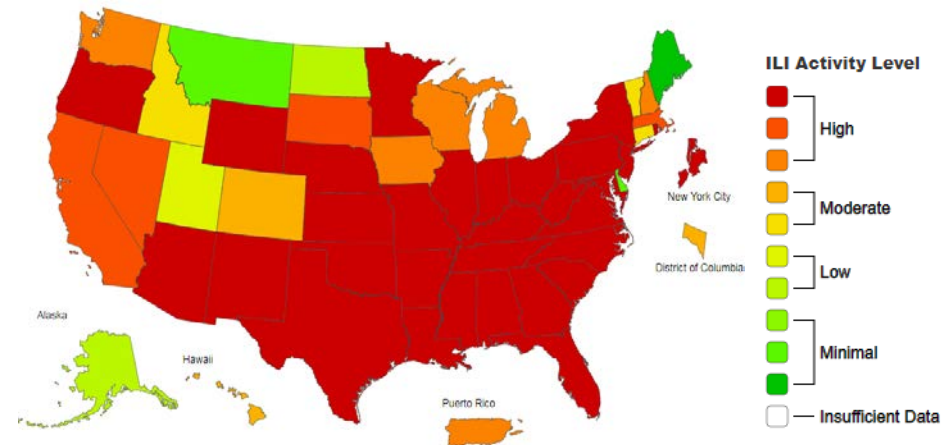 ILI Activity Level
High
Moderate
Low
Minimal
Insufficient Data
New York City
District of Columbia
Alaska
Hawaii
Puerto Rico